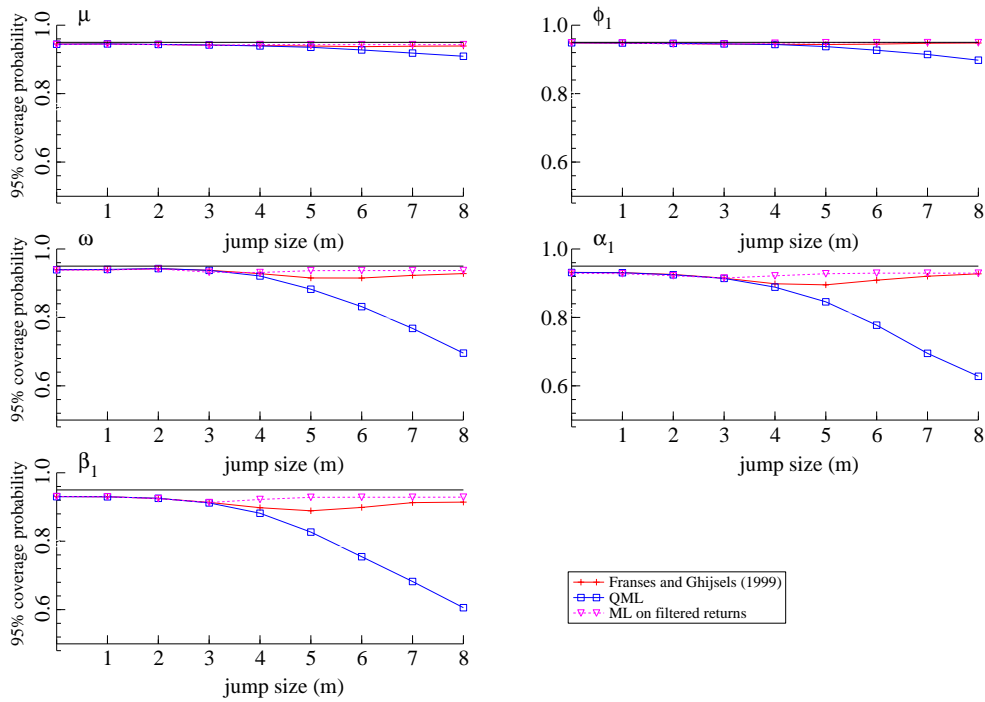 μ
95% coverage probability
1.0
0.8
0.6
1 2 3 4 5 6 7 8
jump size (m)
ϕ1
1.0
0.8
0.6
1 2 3 4 5 6 7 8
jump size (m)
ω
95% coverage probability
1.0
0.8
0.6
1 2 3 4 5 6 7 8
jump size (m)
α1
1.0
0.8
0.6
1 2 3 4 5 6 7 8
jump size (m)
β1
95% coverage probability
1.0
0.8
0.6
1 2 3 4 5 6 7 8
jump size (m)
Franses and Ghijsels (1999)
QML
ML on filtered returns